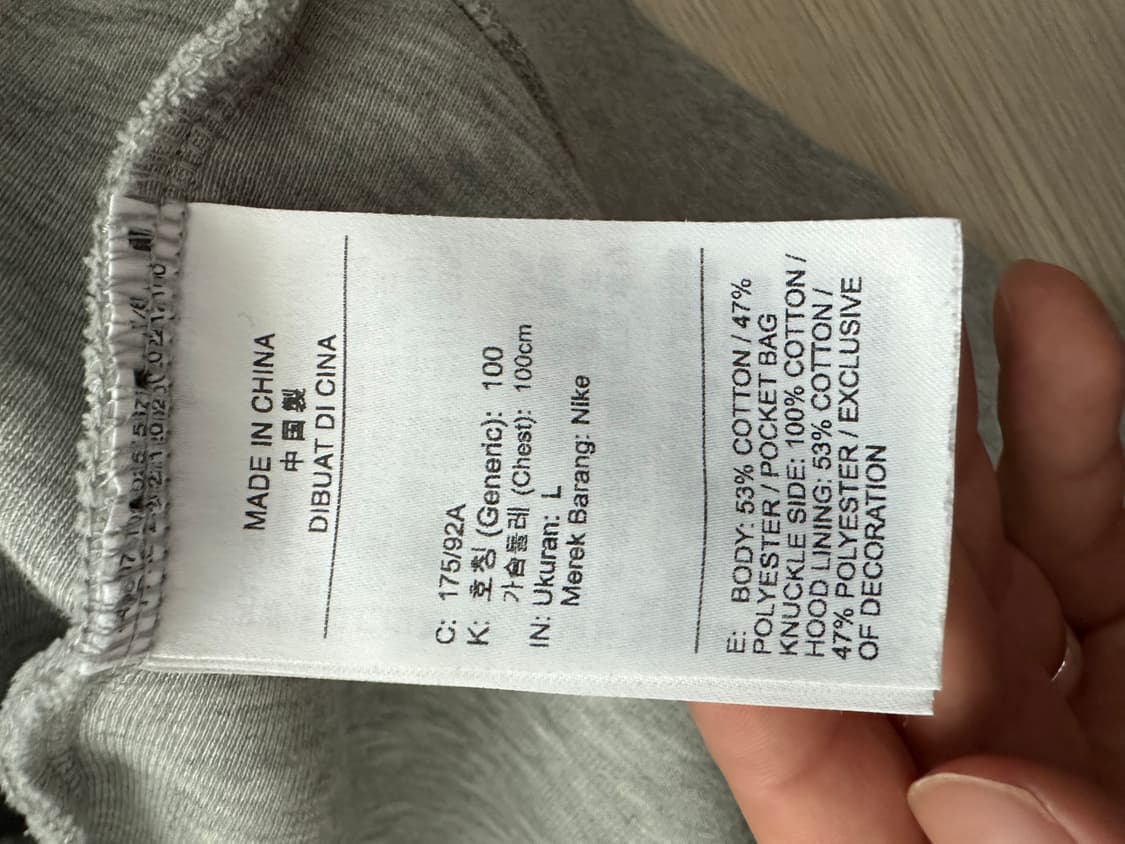 MADE IN CHINA
中国製
DIBUAT DI CINA
C: 175/92A
K: 호칭 (Generic): 100
가슴둘레 (Chest): 100cm
IN: Ukuran: L
Merek Barang: Nike
E: BODY: 53% COTTON / 47%
POLYESTER / POCKET BAG
KNUCKLE SIDE: 100% COTTON /
HOOD LINING: 53% COTTON /
47% POLYESTER / EXCLUSIVE
OF DECORATION